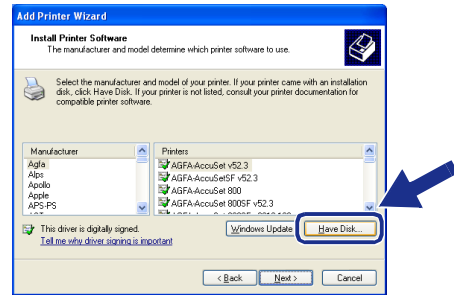 Add Printer Wizard
Install Printer Software
The manufacturer and model determine which printer software to use.
Select the manufacturer and model of your printer. If your printer came with an installation
disk, click Have Disk. If your printer is not listed, consult your printer documentation for
compatible printer software.
Manufacturer
Agfa
Alps
Apollo
Apple
APS-PS
Printers
AGFA-AccuSet v52.3
AGFA-AccuSetSF v52.3
AGFA-AccuSet 800
AGFA-AccuSet 800SF v52.3
This driver is digitally signed.
Tell me why driver signing is important
Windows Update
Have Disk...
< Back
Next >
Cancel